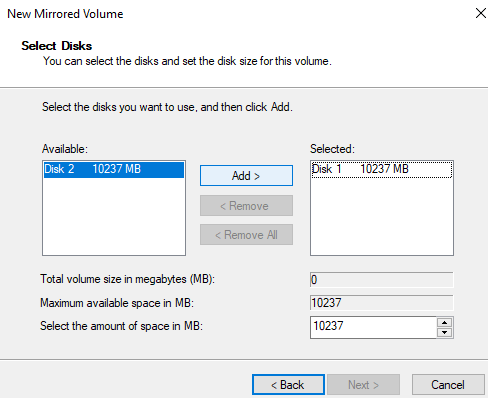 New Mirrored Volume
Select Disks
You can select the disks and set the disk size for this volume.
Select the disks you want to use, and then click Add.
Available:
Selected:
Disk 2 10237 MB
Add >
Disk 1 10237 MB
< Remove
< Remove All
Total volume size in megabytes (MB): 0
Maximum available space in MB: 10237
Select the amount of space in MB: 10237
< Back Next > Cancel